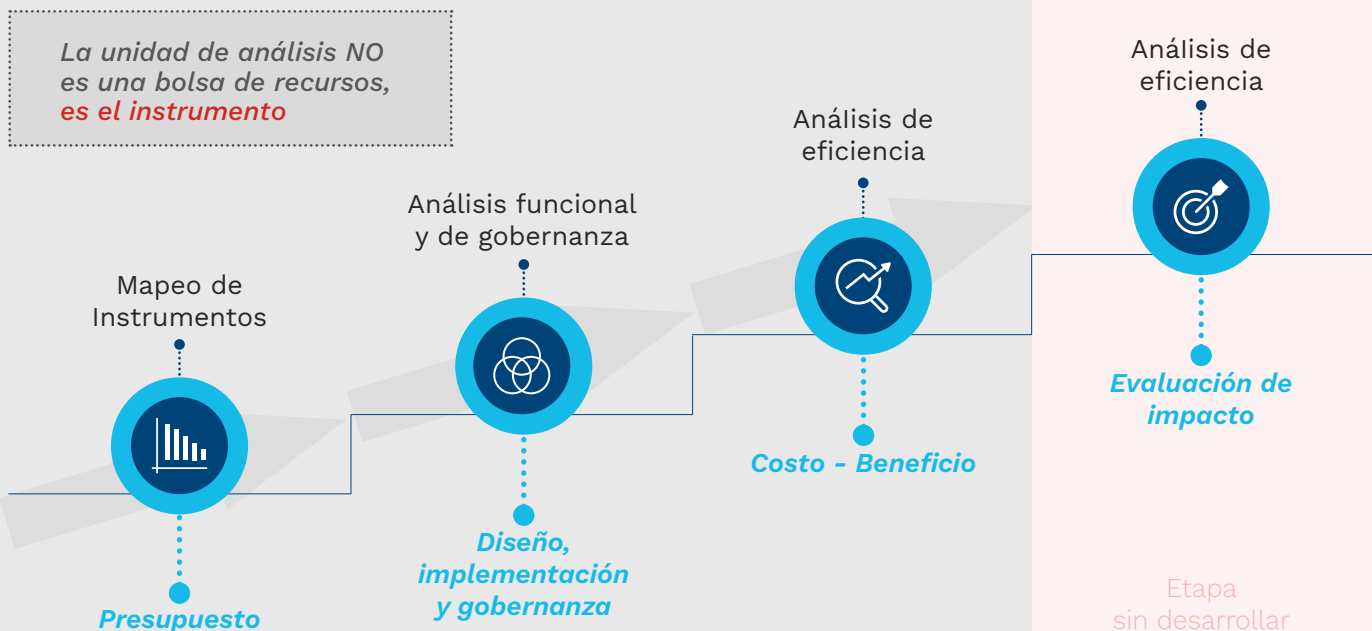 La unidad de análisis NO
es una bolsa de recursos,
es el instrumento
Mapeo de
Instrumentos
Presupuesto
Análisis funcional
y de gobernanza
Diseño,
implementación
y gobernanza
Análisis de
eficiencia
Costo - Beneficio
Análisis de
eficiencia
Evaluación de
impacto
Etapa
sin desarrollar